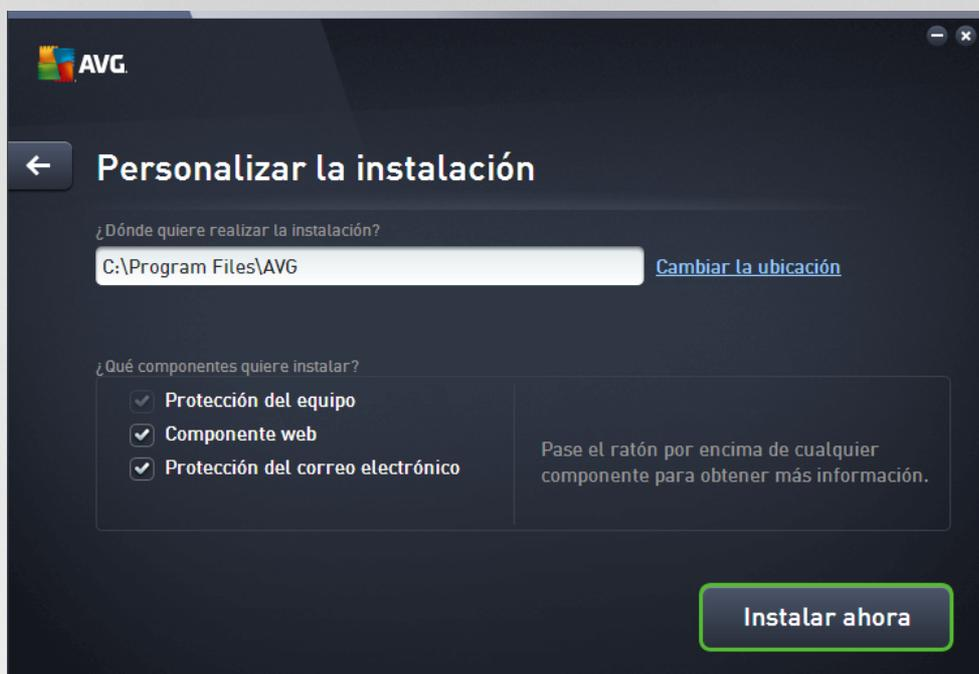 AVG.
Personalizar la instalación
¿Dónde quiere realizar la instalación?
C:\Program Files\AVG
Cambiar la ubicación
¿Qué componentes quiere instalar?
Protección del equipo
Componente web
Protección del correo electrónico
Pase el ratón por encima de cualquier
componente para obtener más información.
Instalar ahora